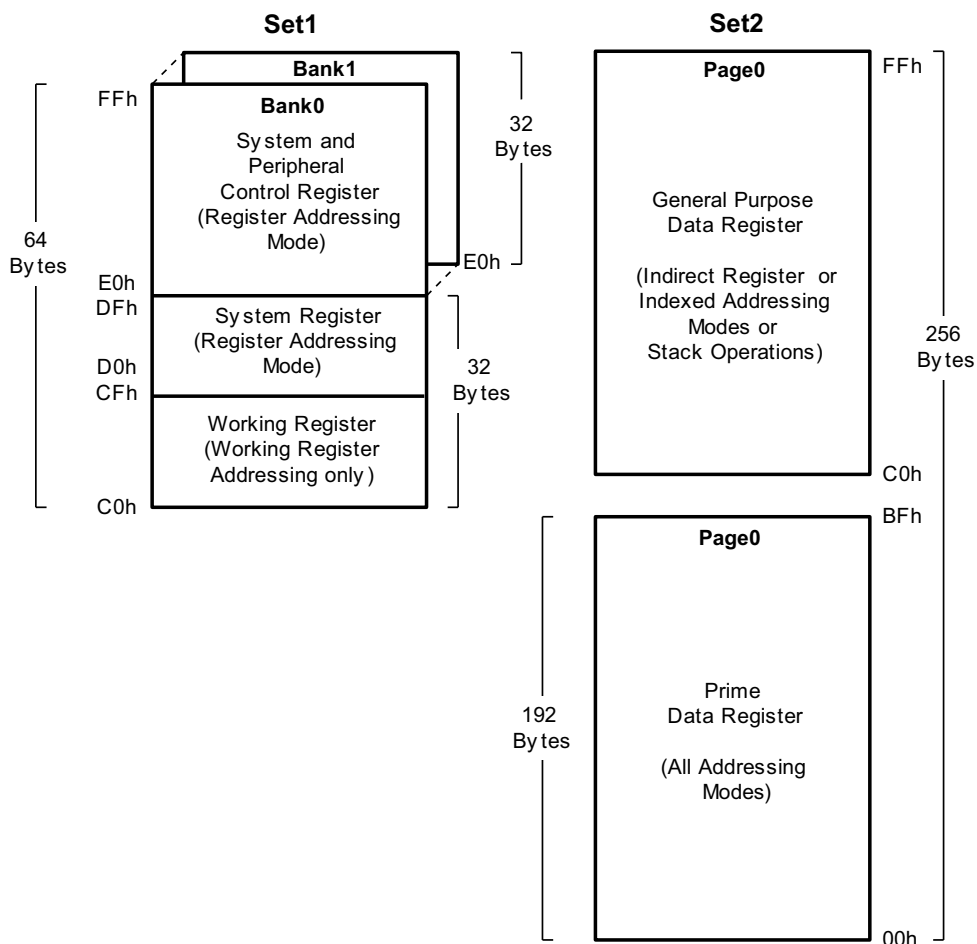 Set1
Bank1
FFh
Bank0
System and
Peripheral
Control Register
(Register Addressing
Mode)
32
Bytes
64
Bytes
E0h
E0h
DFh
System Register
(Register Addressing
Mode)
D0h
CFh
32
Bytes
Working Register
(Working Register
Addressing only)
C0h
Set2
Page0
FFh
General Purpose
Data Register
(Indirect Register or
Indexed Addressing
Modes or
Stack Operations)
256
Bytes
C0h
BFh
Page0
192
Bytes
Prime
Data Register
(All Addressing
Modes)
00h